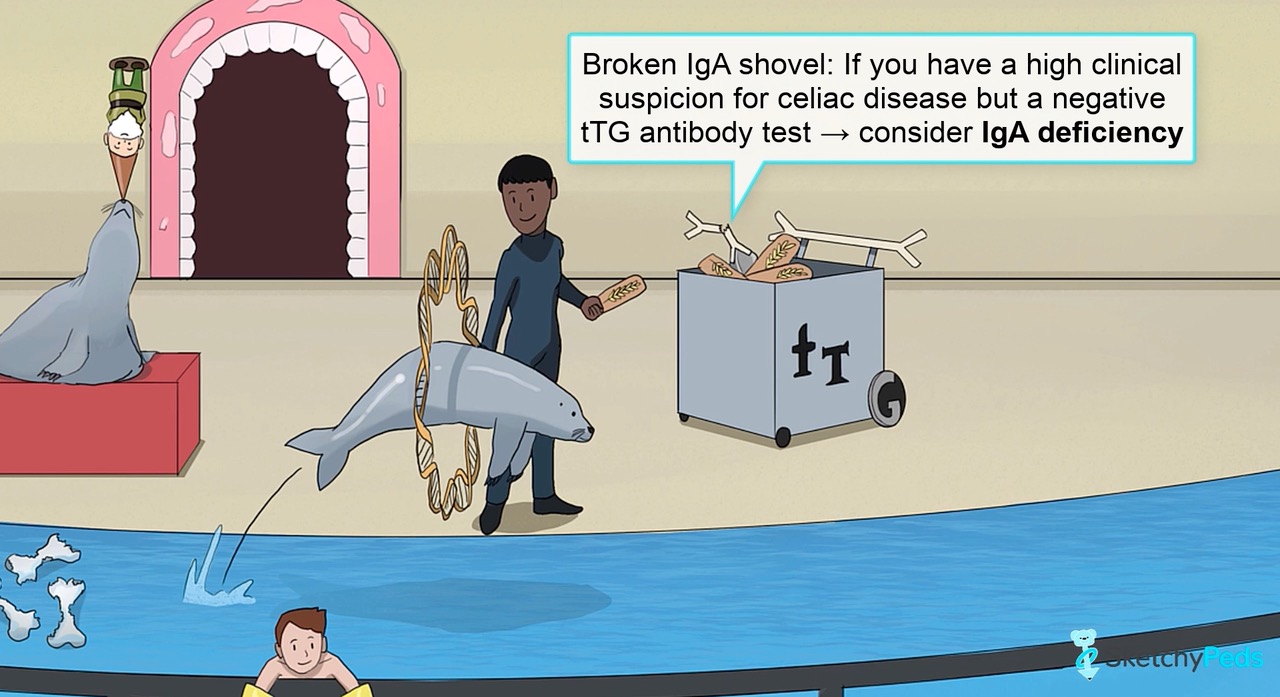 Broken IgA shovel: If you have a high clinical
suspicion for celiac disease but a negative
tTG antibody test → consider IgA deficiency
tT
G
SketchyPeds